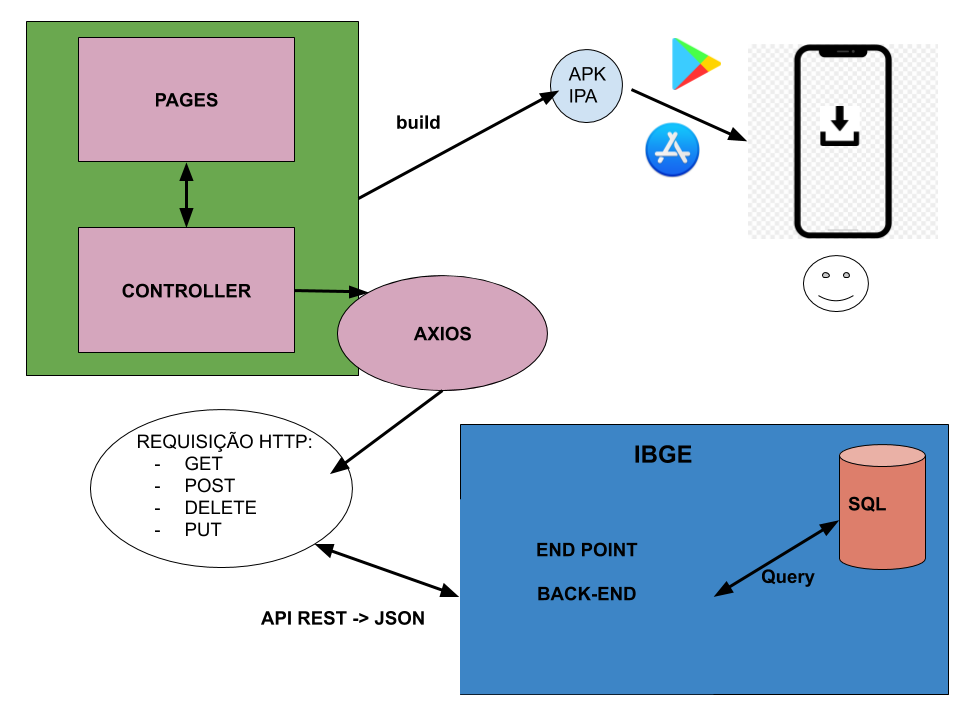 PAGES
build
APK
IPA
CONTROLLER
AXIOS
REQUISIÇÃO HTTP:
- GET
- POST
- DELETE
- PUT
API REST -> JSON
IBGE
SQL
END POINT
Query
BACK-END